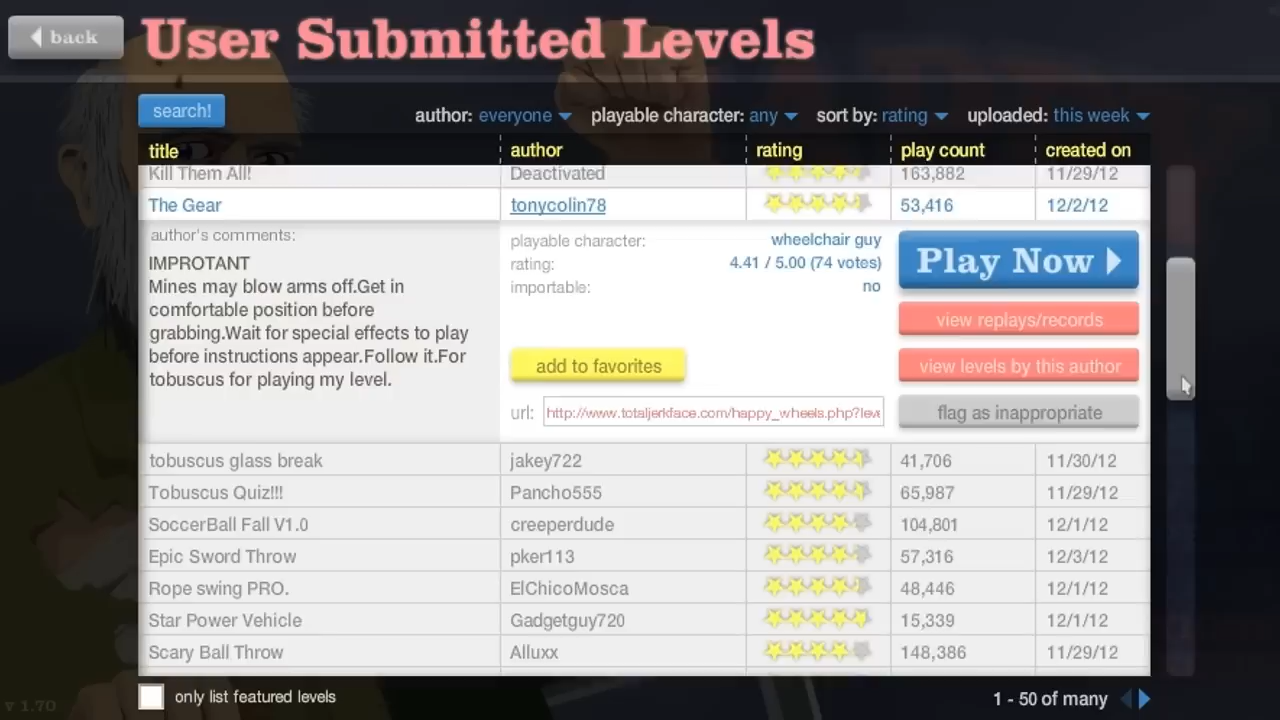 back
User Submitted Levels
search!
author: everyone playable character: any sort by: rating uploaded: this week
title author rating play count created on
Kill Them All! Deactivated 163,882 11/29/12
The Gear tonycolin78 53,416 12/2/12
author's comments:
IMPROTANT
Mines may blow arms off.Get in
comfortable position before
grabbing.Wait for special effects to play
before instructions appear.Follow it.For
tobuscus for playing my level.
playable character: wheelchair guy
rating: 4.41 / 5.00 (74 votes)
importable: no
add to favorites
url: http://www.totaljerkface.com/happy_wheels.php?leve
Play Now
view replays/records
view levels by this author
flag as inappropriate
tobuscus glass break jakey722 41,706 11/30/12
Tobuscus Quiz!!! Pancho555 65,987 11/29/12
SoccerBall Fall V1.0 creeperdude 104,801 12/1/12
Epic Sword Throw pker113 57,316 12/3/12
Rope swing PRO. ElChicoMosca 48,446 12/1/12
Star Power Vehicle Gadgetguy720 15,339 12/1/12
Scary Ball Throw Alluxx 148,386 11/29/12
only list featured levels
1 - 50 of many
v 1.70